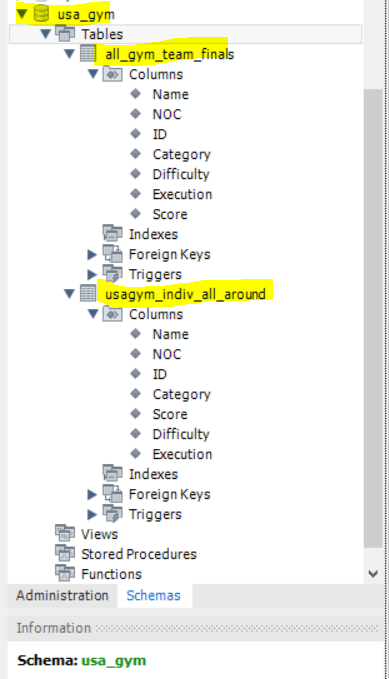 usa_gym
Tables
all_gym_team_finals
Columns
Name
NOC
ID
Category
Difficulty
Execution
Score
Indexes
Foreign Keys
Triggers
usagym_indiv_all_around
Columns
Name
NOC
ID
Category
Score
Difficulty
Execution
Indexes
Foreign Keys
Triggers
Views
Stored Procedures
Functions
Administration Schemas
Information
Schema: usa_gym